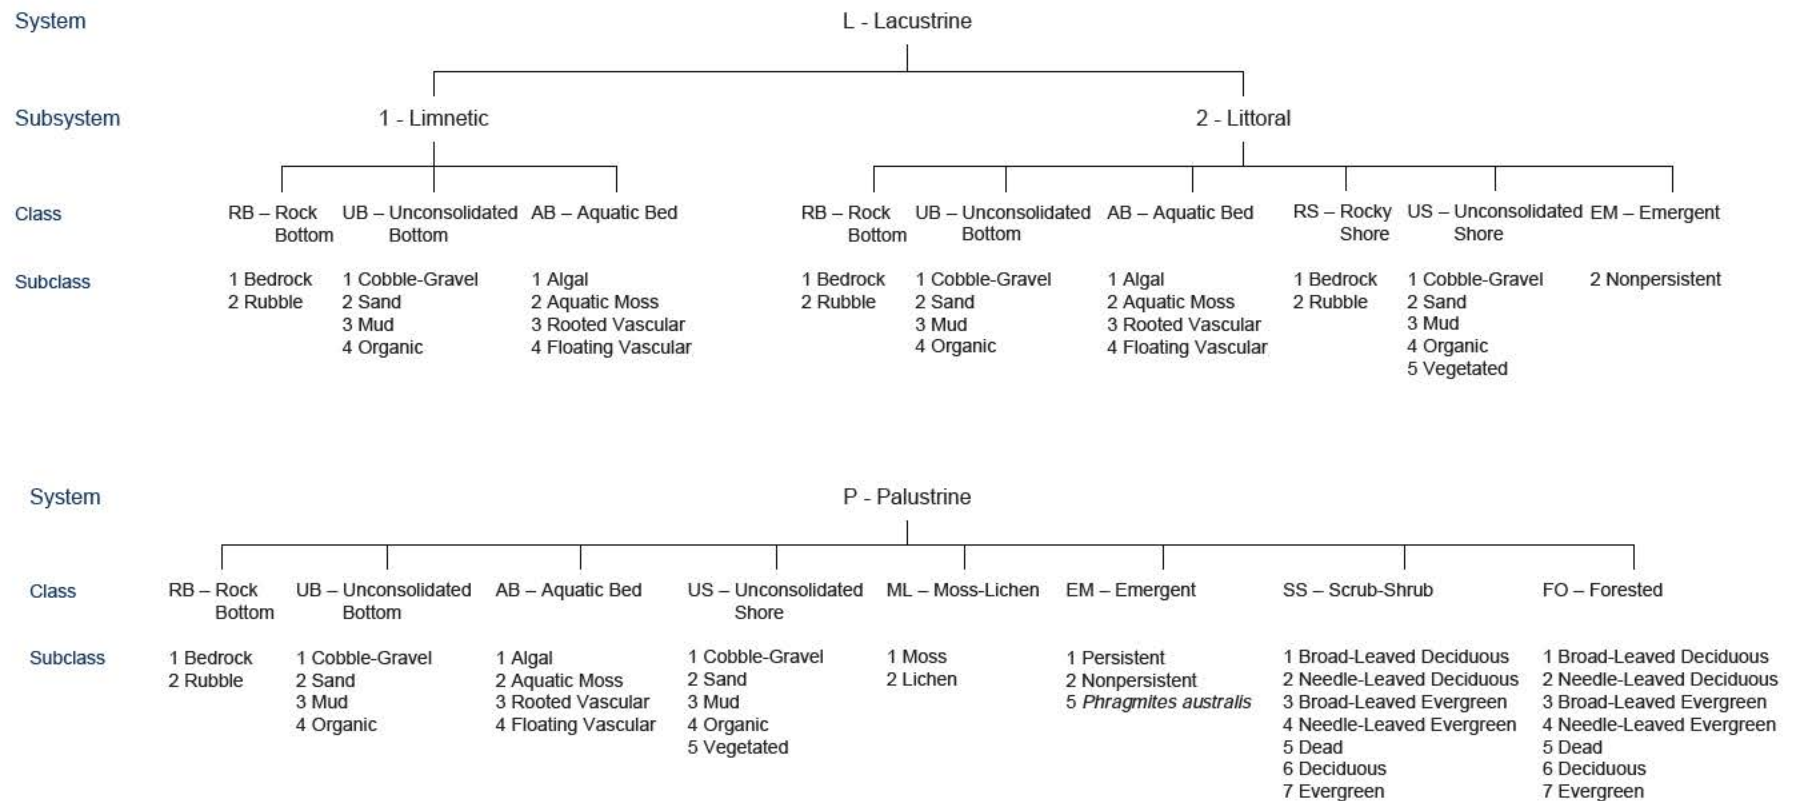 System
L - Lacustrine
Subsystem
1 - Limnetic
2 - Littoral
Class
RB – Rock
Bottom
UB – Unconsolidated
Bottom
AB – Aquatic Bed
RB – Rock
Bottom
UB – Unconsolidated
Bottom
AB – Aquatic Bed
RS – Rocky
Shore
US – Unconsolidated
Shore
EM – Emergent
Subclass
1 Bedrock
2 Rubble
1 Cobble-Gravel
2 Sand
3 Mud
4 Organic
1 Algal
2 Aquatic Moss
3 Rooted Vascular
4 Floating Vascular
1 Bedrock
2 Rubble
1 Cobble-Gravel
2 Sand
3 Mud
4 Organic
1 Algal
2 Aquatic Moss
3 Rooted Vascular
4 Floating Vascular
1 Bedrock
2 Rubble
1 Cobble-Gravel
2 Sand
3 Mud
4 Organic
5 Vegetated
2 Nonpersistent
System
P - Palustrine
Class
RB – Rock
Bottom
UB – Unconsolidated
Bottom
AB – Aquatic Bed
US – Unconsolidated
Shore
ML – Moss-Lichen
EM – Emergent
SS – Scrub-Shrub
FO – Forested
Subclass
1 Bedrock
2 Rubble
1 Cobble-Gravel
2 Sand
3 Mud
4 Organic
1 Algal
2 Aquatic Moss
3 Rooted Vascular
4 Floating Vascular
1 Cobble-Gravel
2 Sand
3 Mud
4 Organic
5 Vegetated
1 Moss
2 Lichen
1 Persistent
2 Nonpersistent
5 Phragmites australis
1 Broad-Leaved Deciduous
2 Needle-Leaved Deciduous
3 Broad-Leaved Evergreen
4 Needle-Leaved Evergreen
5 Dead
6 Deciduous
7 Evergreen
1 Broad-Leaved Deciduous
2 Needle-Leaved Deciduous
3 Broad-Leaved Evergreen
4 Needle-Leaved Evergreen
5 Dead
6 Deciduous
7 Evergreen